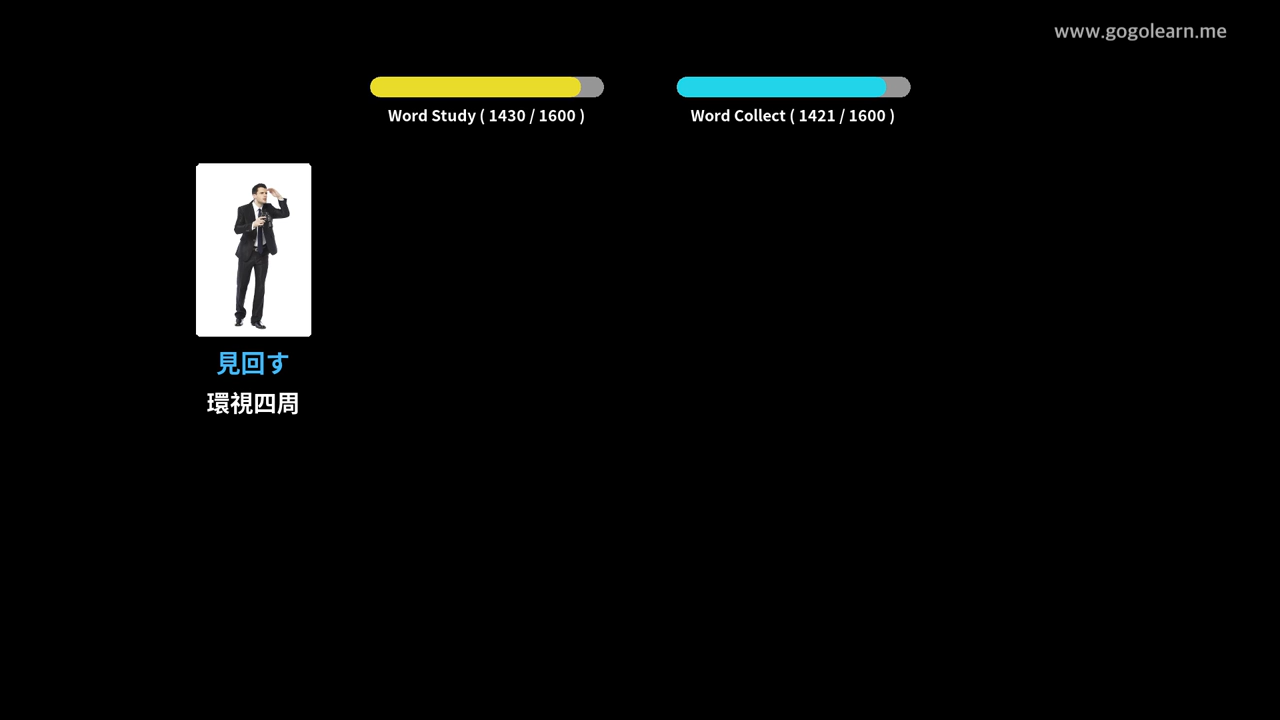 www.gogolearn.me
Word Study ( 1430 / 1600 )
Word Collect ( 1421 / 1600 )
見回す
環視四周